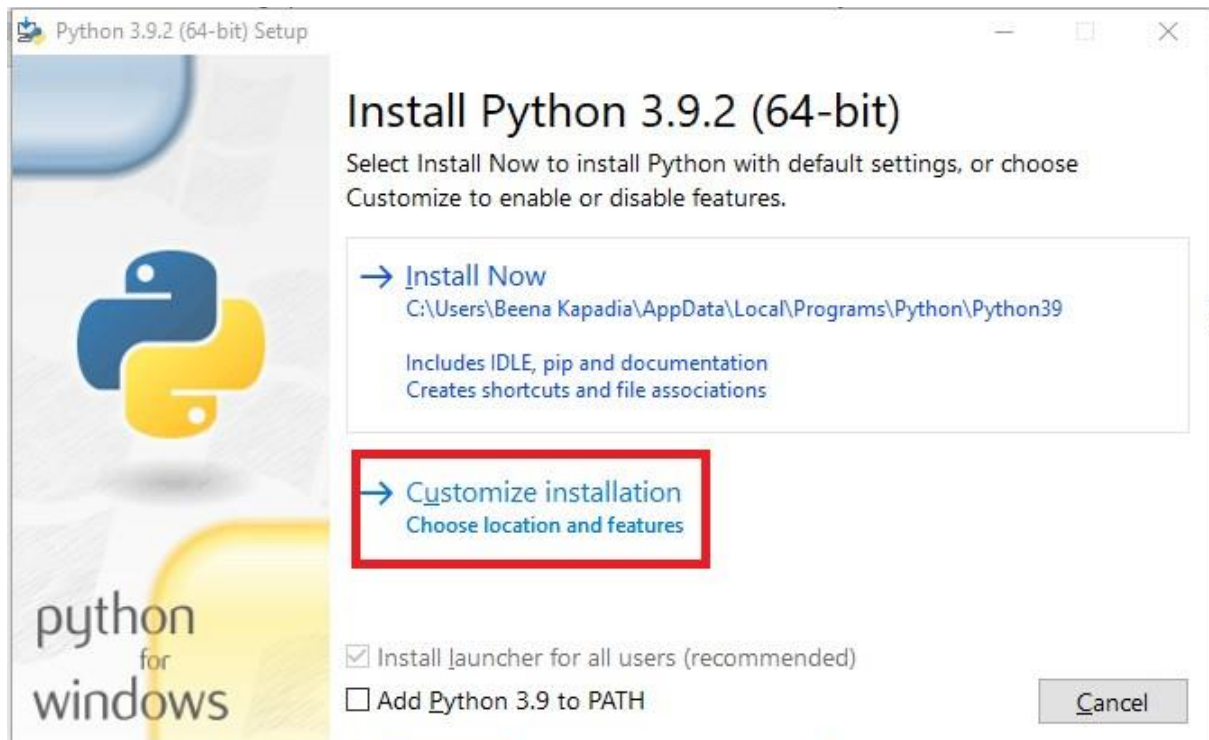 Python 3.9.2 (64-bit) Setup
Install Python 3.9.2 (64-bit)
Select Install Now to install Python with default settings, or choose
Customize to enable or disable features.
Install Now
C:\Users\Beena Kapadia\AppData\Local\Programs\Python\Python39
Includes IDLE, pip and documentation
Creates shortcuts and file associations
Customize installation
Choose location and features
python
for
windows
Install launcher for all users (recommended)
Add Python 3.9 to PATH
Cancel